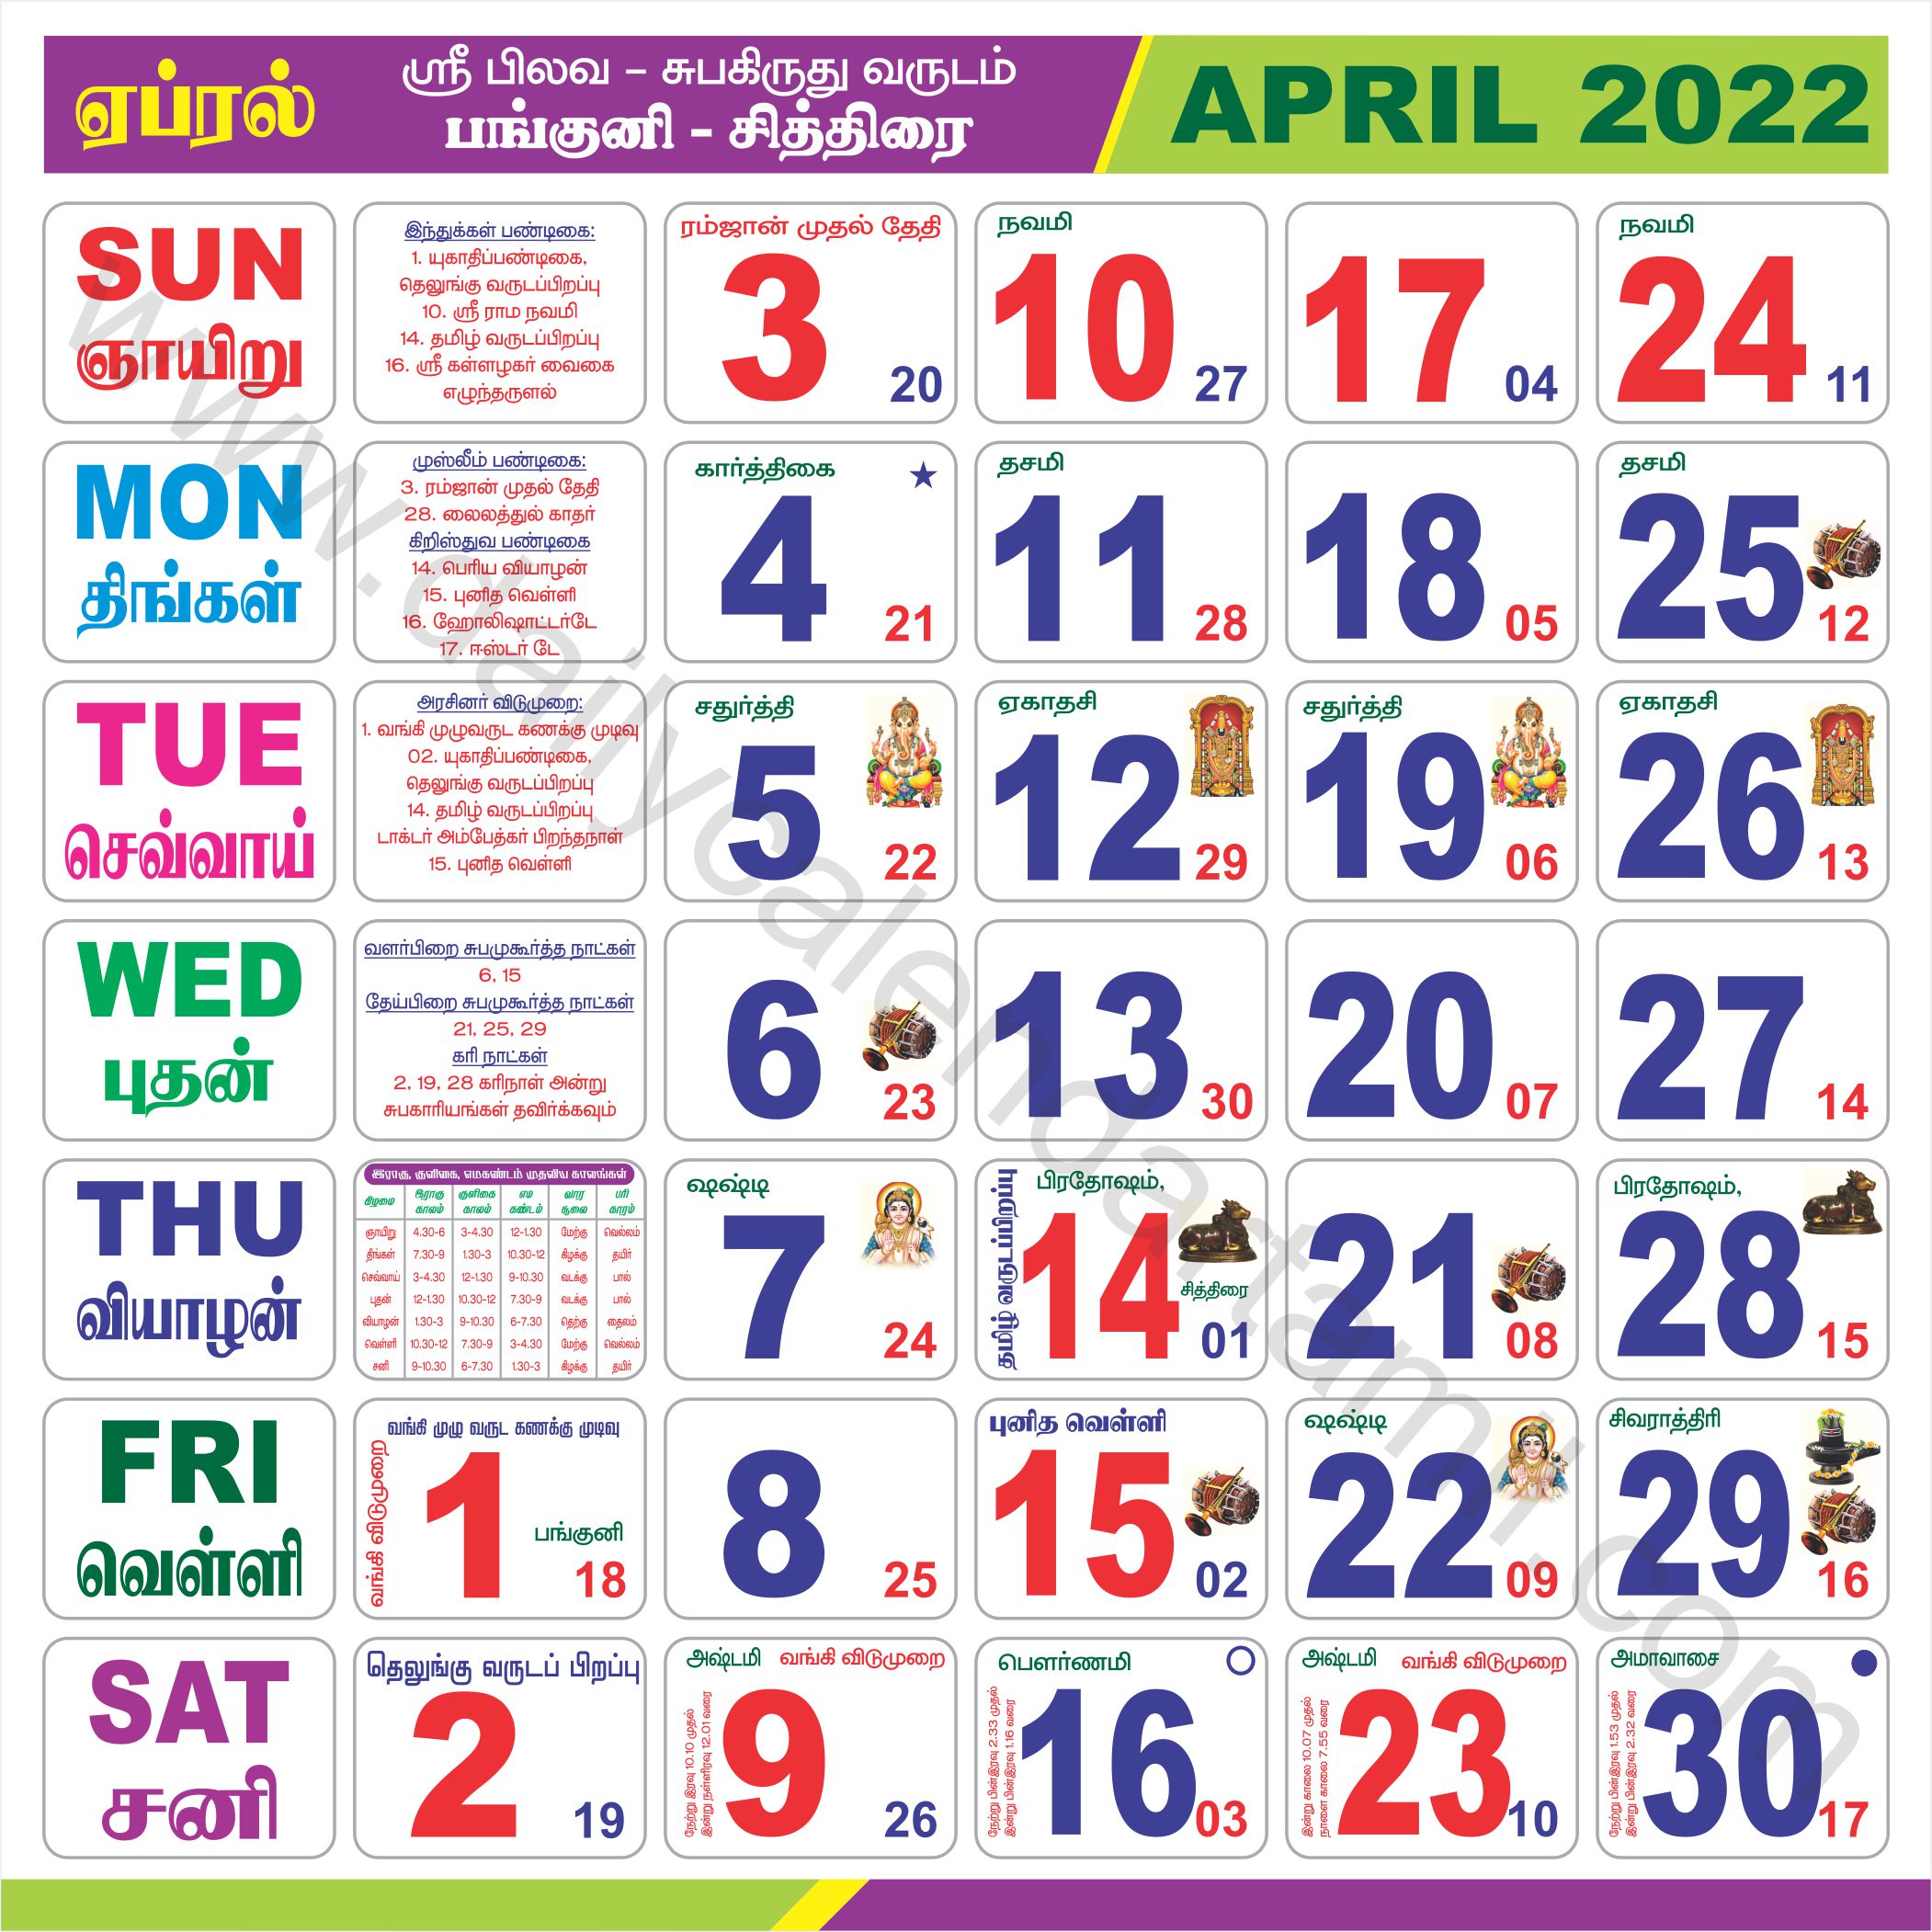 ஏப்ரல்
ஸ்ரீ பிலவ – சுபகிருது வருடம்
பங்குனி - சித்திரை
APRIL 2022
SUN
ஞாயிறு
இந்துக்கள் பண்டிகை:
1. யுகாதிப்பண்டிகை,
தெலுங்கு வருடப்பிறப்பு
10. ஸ்ரீ ராம நவமி
14. தமிழ் வருடப்பிறப்பு
16. ஸ்ரீ கள்ளழகர் வைகை
எழுந்தருளல்
ரம்ஜான் முதல் தேதி
3
20
நவமி
10
27
17
04
நவமி
24
11
MON
திங்கள்
முஸ்லீம் பண்டிகை:
3. ரம்ஜான் முதல் தேதி
28. லைலத்துல் காதர்
கிறிஸ்துவ பண்டிகை
14. பெரிய வியாழன்
15. புனித வெள்ளி
16. ஹோலிஷாட்டர்டே
17. ஈஸ்டர் டே
கார்த்திகை
4
21
தசமி
11
28
18
05
தசமி
25
12
TUE
செவ்வாய்
அரசினர் விடுமுறை:
1. வங்கி முழுவருட கணக்கு முடிவு
02. யுகாதிப்பண்டிகை,
தெலுங்கு வருடப்பிறப்பு
14. தமிழ் வருடப்பிறப்பு
டாக்டர் அம்பேத்கர் பிறந்தநாள்
15. புனித வெள்ளி
சதுர்த்தி
5
22
ஏகாதசி
12
29
சதுர்த்தி
19
06
ஏகாதசி
26
13
WED
புதன்
வளர்பிறை சுபமுகூர்த்த நாட்கள்
6, 15
தேய்பிறை சுபமுகூர்த்த நாட்கள்
21, 25, 29
கரி நாட்கள்
2, 19, 28 கரிநாள் அன்று
சுபகாரியங்கள் தவிர்க்கவும்
6
23
13
30
20
07
27
14
THU
வியாழன்
இராகு, குளிகை, எமகண்டம் முதலிய காலங்கள்
கிழமை இராகு காலம் குளிகை காலம் எம கண்டம் வார சூலை பரி காரம்
ஞாயிறு 4.30-6 3-4.30 12-1.30 மேற்கு வெல்லம்
திங்கள் 7.30-9 1.30-3 10.30-12 கிழக்கு தயிர்
செவ்வாய் 3-4.30 12-1.30 9-10.30 வடக்கு பால்
புதன் 12-1.30 10.30-12 7.30-9 வடக்கு பால்
வியாழன் 1.30-3 9-10.30 6-7.30 தெற்கு தைலம்
வெள்ளி 10.30-12 7.30-9 3-4.30 மேற்கு வெல்லம்
சனி 9-10.30 6-7.30 1.30-3 கிழக்கு தயிர்
ஷஷ்டி
7
24
தமிழ் வருடப்பிறப்பு
பிரதோஷம்,
14
சித்திரை
01
21
08
பிரதோஷம்,
28
15
FRI
வெள்ளி
வங்கி முழு வருட கணக்கு முடிவு
வங்கி விடுமுறை
1
பங்குனி
18
8
25
புனித வெள்ளி
15
02
ஷஷ்டி
22
09
சிவராத்திரி
29
16
SAT
சனி
தெலுங்கு வருடப் பிறப்பு
2
19
அஷ்டமி வங்கி விடுமுறை
நேற்று இரவு 10.10 முதல்
இன்று நள்ளிரவு 12.01 வரை
9
26
பௌர்ணமி
நேற்று பின்இரவு 2.33 முதல்
இன்று பின்இரவு 1.16 வரை
16
03
அஷ்டமி வங்கி விடுமுறை
இன்று காலை 10.07 முதல்
நாளை காலை 7.55 வரை
23
10
அமாவாசை
நேற்று பின்இரவு 1.53 முதல்
இன்று பின்இரவு 2.32 வரை
30
17
www.dailycalendartamil.com